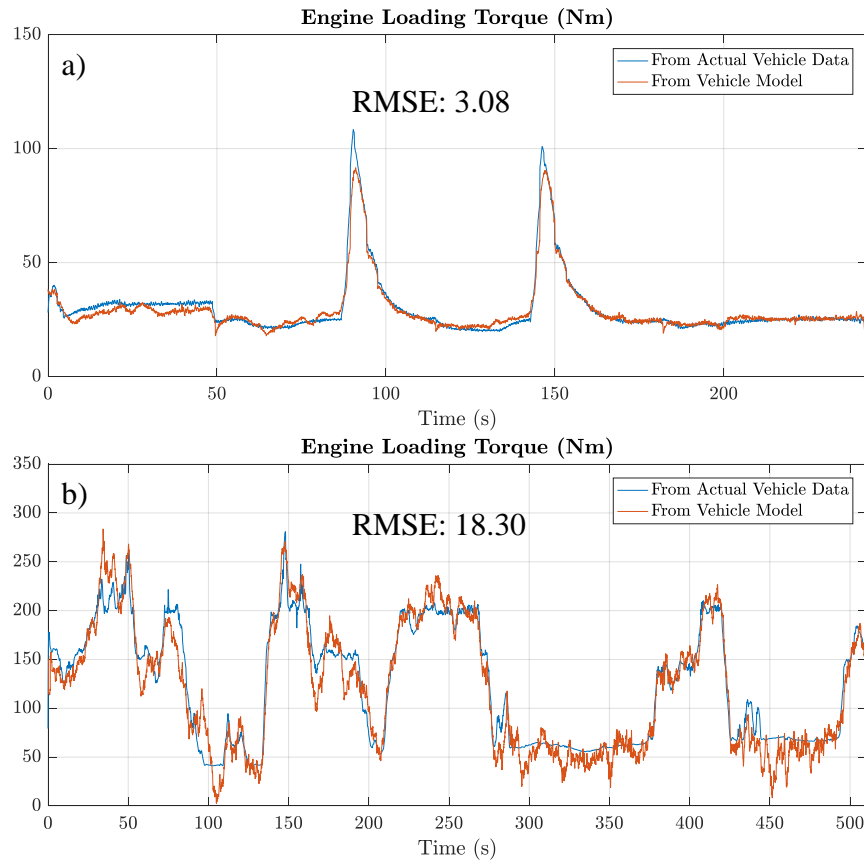 Engine Loading Torque (Nm)
150
a)
From Actual Vehicle Data
From Vehicle Model
RMSE: 3.08
100
50
0
0 50 100 150 200
Time (s)
Engine Loading Torque (Nm)
350
b)
From Actual Vehicle Data
From Vehicle Model
RMSE: 18.30
300
250
200
150
100
50
0
0 50 100 150 200 250 300 350 400 450 500
Time (s)